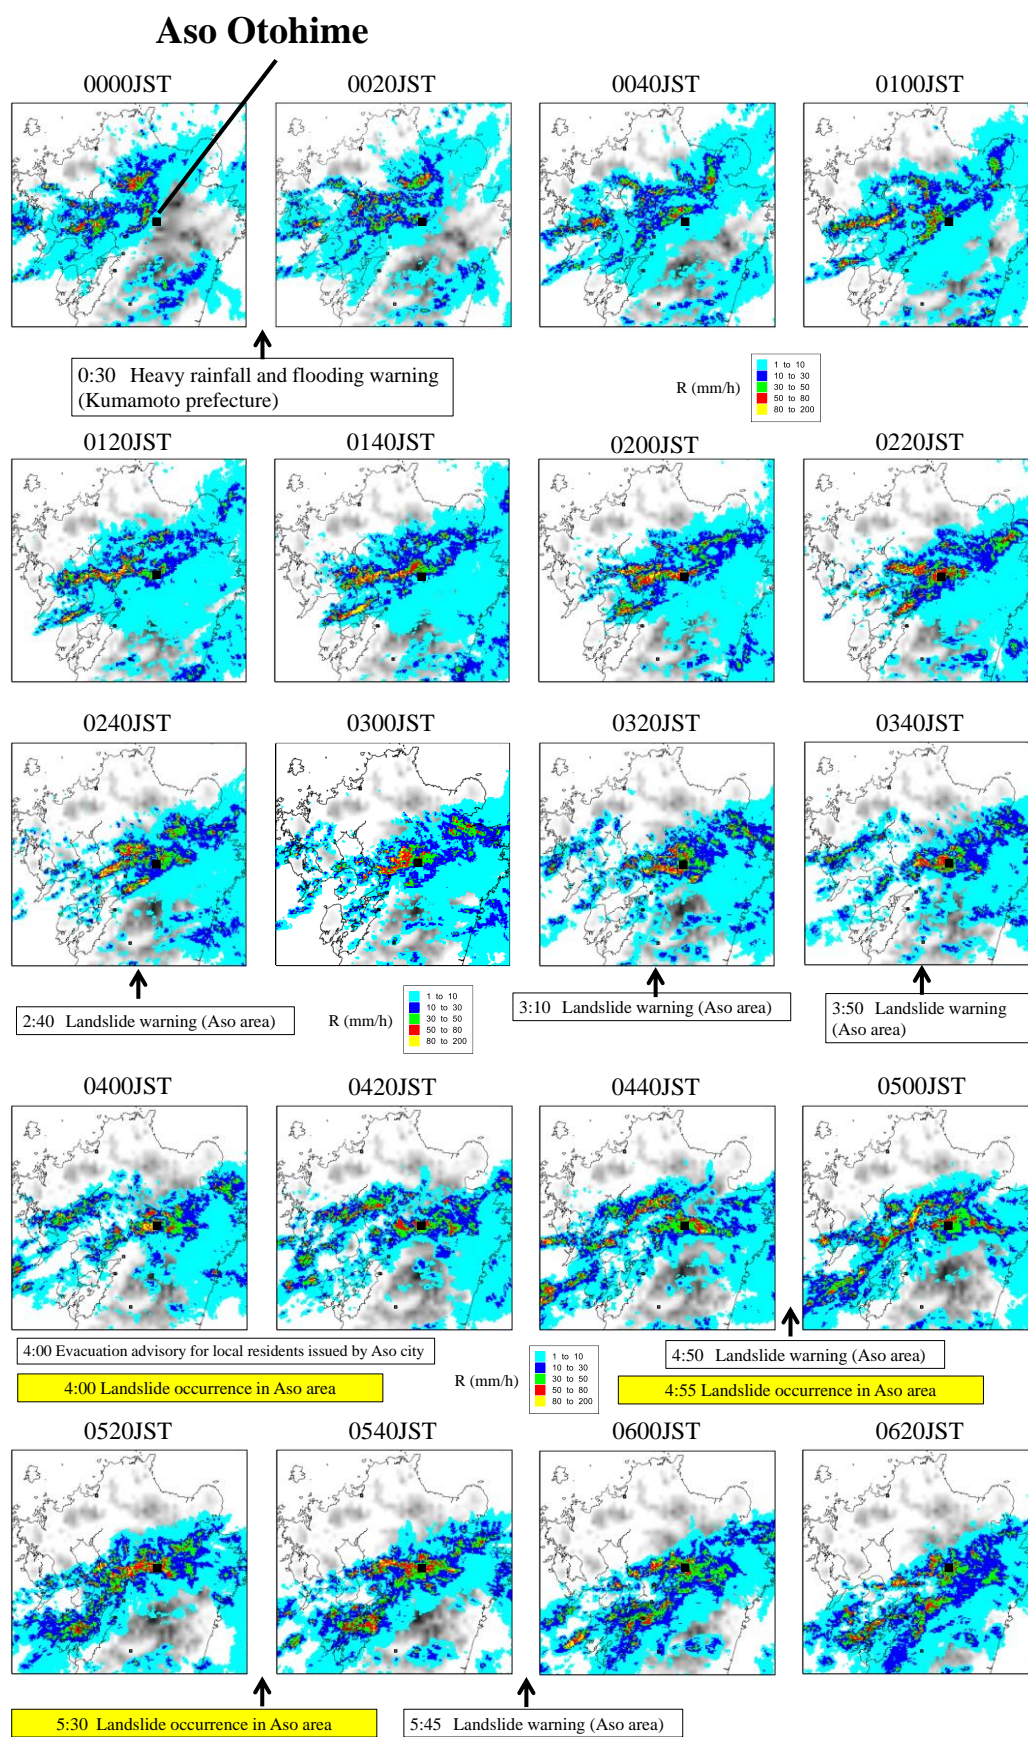 Aso Otohime
0000JST
0020JST
0040JST
0100JST
0:30 Heavy rainfall and flooding warning
(Kumamoto prefecture)
R (mm/h)
1 to 10
10 to 30
30 to 50
50 to 80
80 to 200
0120JST
0140JST
0200JST
0220JST
0240JST
0300JST
0320JST
0340JST
2:40 Landslide warning (Aso area)
R (mm/h)
1 to 10
10 to 30
30 to 50
50 to 80
80 to 200
3:10 Landslide warning (Aso area)
3:50 Landslide warning
(Aso area)
0400JST
0420JST
0440JST
0500JST
4:00 Evacuation advisory for local residents issued by Aso city
4:00 Landslide occurrence in Aso area
R (mm/h)
1 to 10
10 to 30
30 to 50
50 to 80
80 to 200
4:50 Landslide warning (Aso area)
4:55 Landslide occurrence in Aso area
0520JST
0540JST
0600JST
0620JST
5:30 Landslide occurrence in Aso area
5:45 Landslide warning (Aso area)